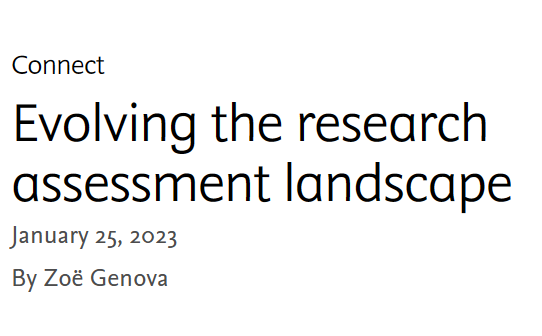 Connect
Evolving the research
assessment landscape
January 25, 2023
By Zoë Genova